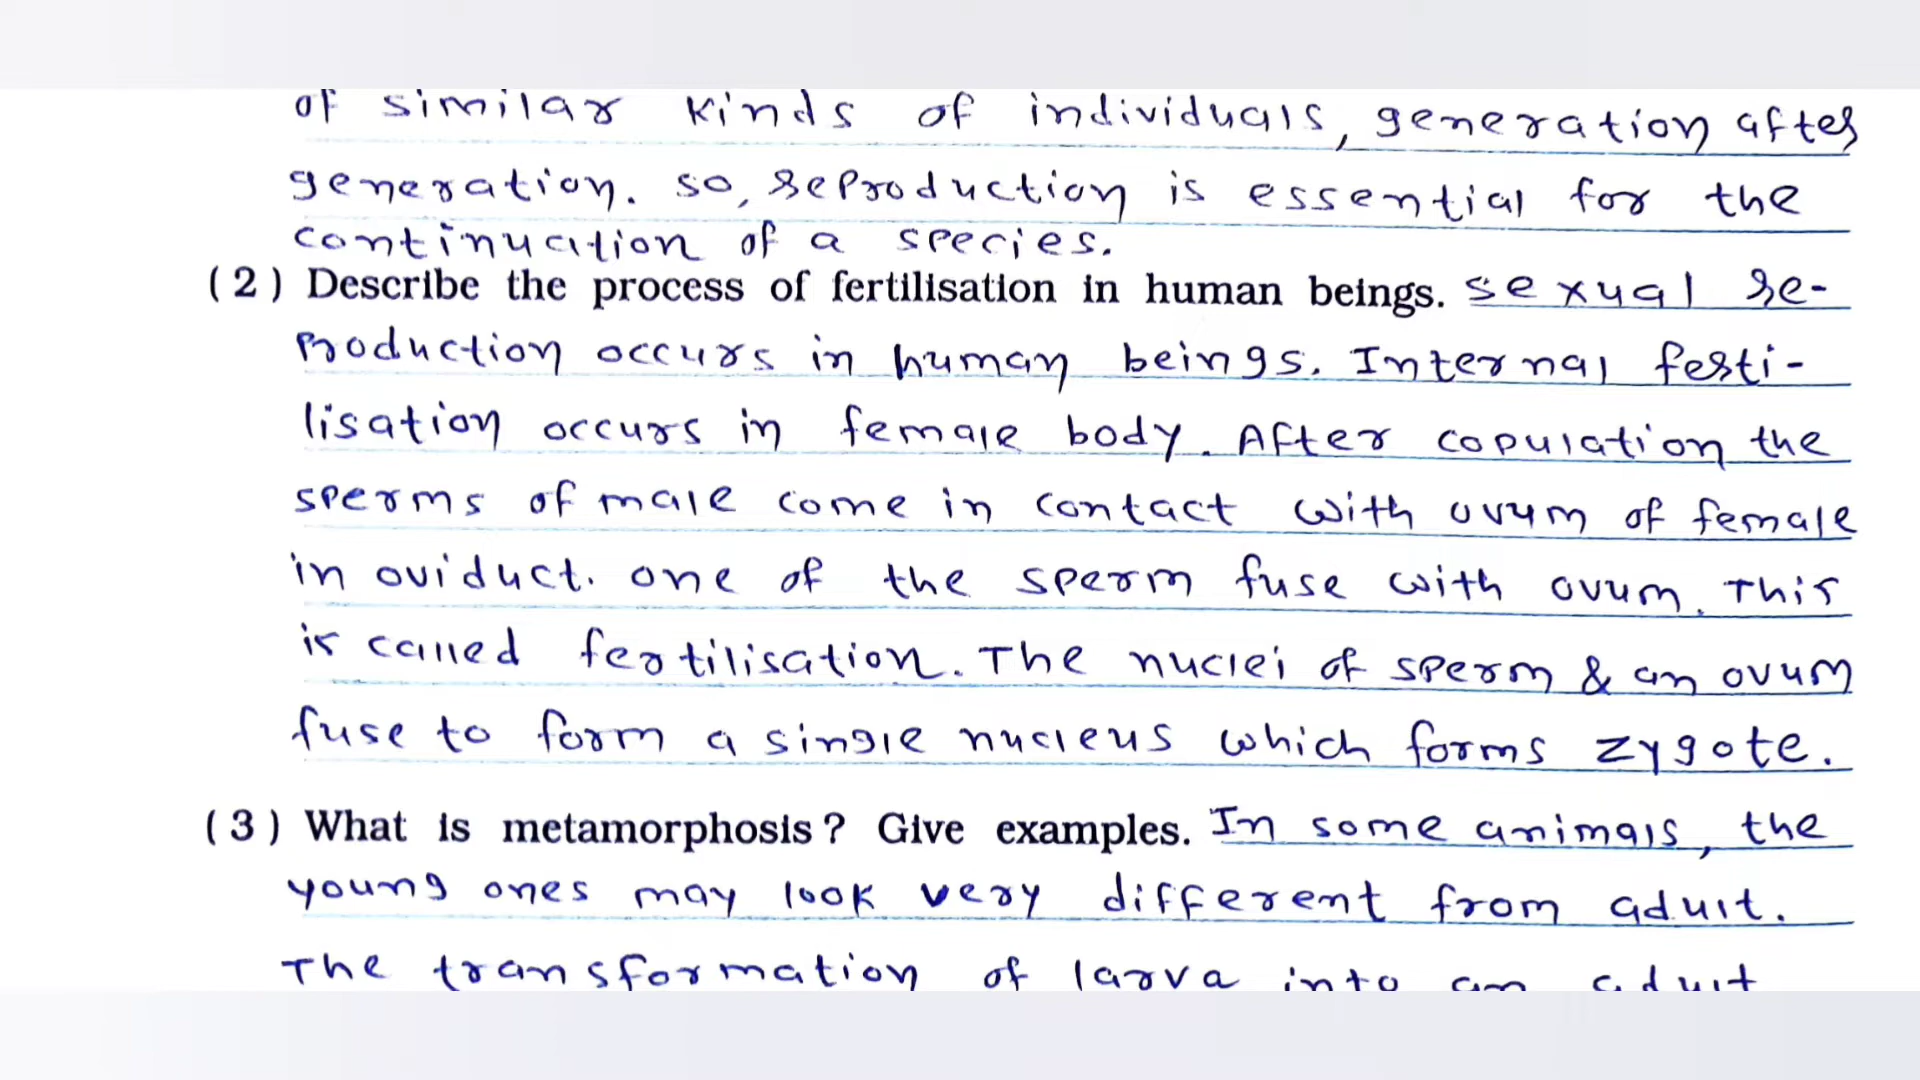 of similar kinds of individuals, generation after
generation. so, reproduction is essential for the
continuation of a species.
(2) Describe the process of fertilisation in human beings. sexual re-
production occurs in human beings. Internal ferti-
lisation occurs in female body. After copulation the
sperms of male come in contact with ovum of female
in oviduct. one of the sperm fuse with ovum. This
is called fertilisation. The nuclei of sperm & an ovum
fuse to form a single nucleus which forms zygote.
(3) What is metamorphosis? Give examples. In some animals, the
young ones may look very different from adult.
The transformation of larva into an adult